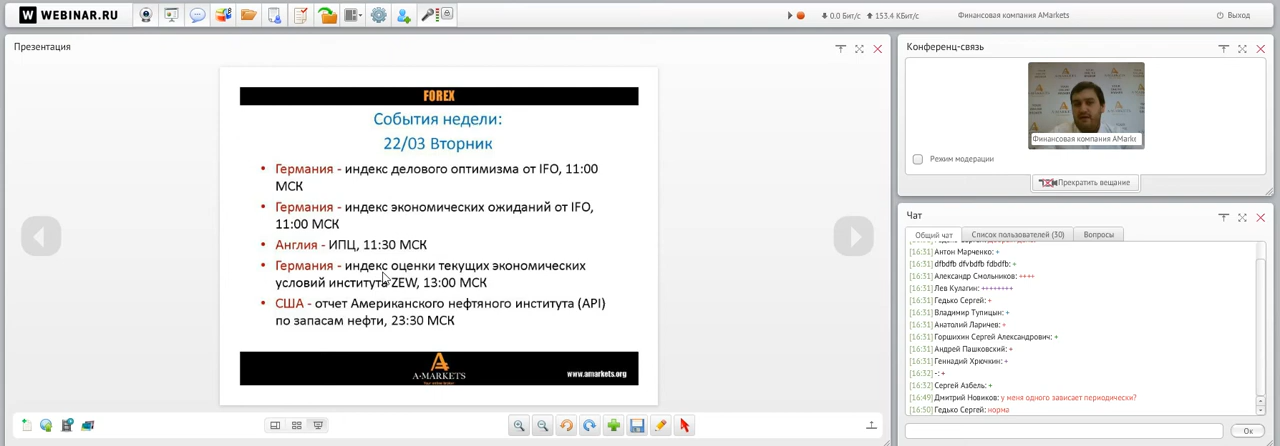 W WEBINAR.RU
0.0 Бит/с
153.4 КБит/с
Финансовая компания AMarkets
Выход
Презентация
FOREX
События недели:
22/03 Вторник
• Германия - индекс делового оптимизма от IFO, 11:00
МСК
• Германия - индекс экономических ожиданий от IFO,
11:00 МСК
• Англия - ИПЦ, 11:30 МСК
• Германия - индекс оценки текущих экономических
условий института ZEW, 13:00 МСК
• США - отчет Американского нефтяного института (API)
по запасам нефти, 23:30 МСК
A-MARKETS
www.amarkets.org
Конференц-связь
Финансовая компания AMarke
Режим модерации
Прекратить вещание
Чат
Общий чат
Список пользователей (30)
Вопросы
[16:31] Антон Марченко: +
[16:31] dfbdfb dfvbdfb fdbdfb: +
[16:31] Александр Смольников: ++++
[16:31] Лев Кулагин: ++++++++
[16:31] Гедько Сергей: +
[16:31] Владимир Тупицын: +
[16:31] Анатолий Ларичев: +
[16:31] Горшихин Сергей Александрович: +
[16:31] Андрей Пашковский: +
[16:31] Геннадий Хрючкин: +
[16:32] -: +
[16:32] Сергей Азбель: +
[16:49] Дмитрий Новиков: у меня одного зависает периодически?
[16:50] Гедько Сергей: норма
Ок